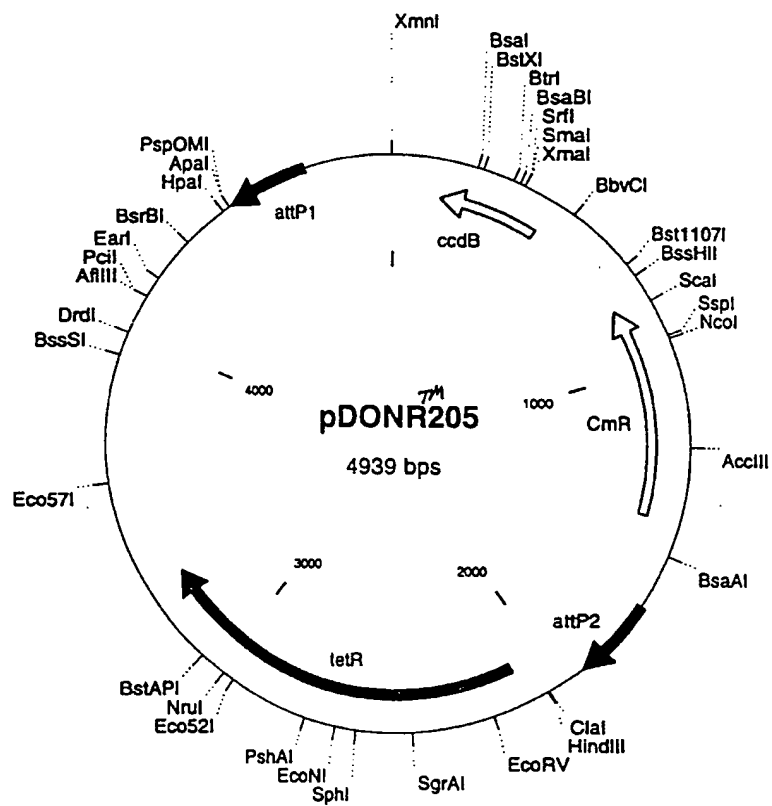 XmnI
BsaI
BstXI
BtrI
BsaBI
SrfI
SmaI
XmaI
BbvCI
Bst1107I
BssHII
ScaI
SspI
NcoI
AccIII
BsaAI
ClaI
HindIII
EcoRV
SgrAI
SphI
EcoNI
PshAI
Eco52I
NruI
BstAPI
Eco57I
BssSI
DrdI
AflIII
PciI
EarI
BsrBI
HpaI
ApaI
PspOMI
attP1
ccdB
CmR
attP2
tetR
1000
2000
3000
4000
TM
pDONR205
4939 bps